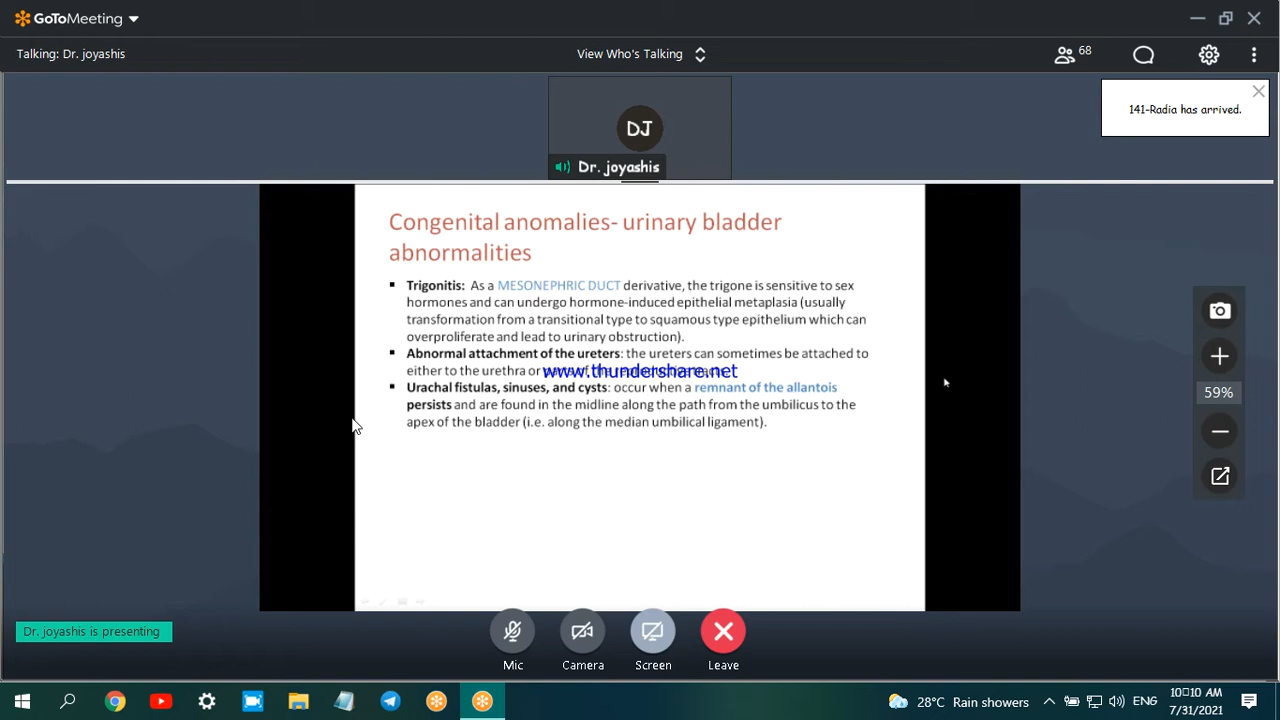 GoToMeeting
Talking: Dr. joyashis
View Who's Talking
68
141-Radia has arrived.
DJ
Dr. joyashis
Congenital anomalies- urinary bladder
abnormalities
Trigonitis: As a MESONEPHRIC DUCT derivative, the trigone is sensitive to sex
hormones and can undergo hormone-induced epithelial metaplasia (usually
transformation from a transitional type to squamous type epithelium which can
overproliferate and lead to urinary obstruction).
Abnormal attachment of the ureters: the ureters can sometimes be attached to
either to the urethra or
www.thundershare.net
Urachal fistulas, sinuses, and cysts: occur when a remnant of the allantois
persists and are found in the midline along the path from the umbilicus to the
apex of the bladder (i.e. along the median umbilical ligament).
59%
Dr. joyashis is presenting
Mic
Camera
Screen
Leave
28°C Rain showers
ENG
10:10 AM
7/31/2021